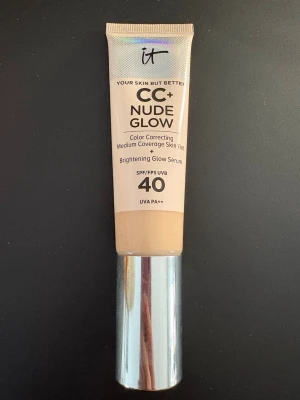 it
YOUR SKIN BUT BETTER
CC+
NUDE
GLOW
Color Correcting
Medium Coverage Skin Tint
+
Brightening Glow Serum
SPF/FPS UVB
40
UVA PA++